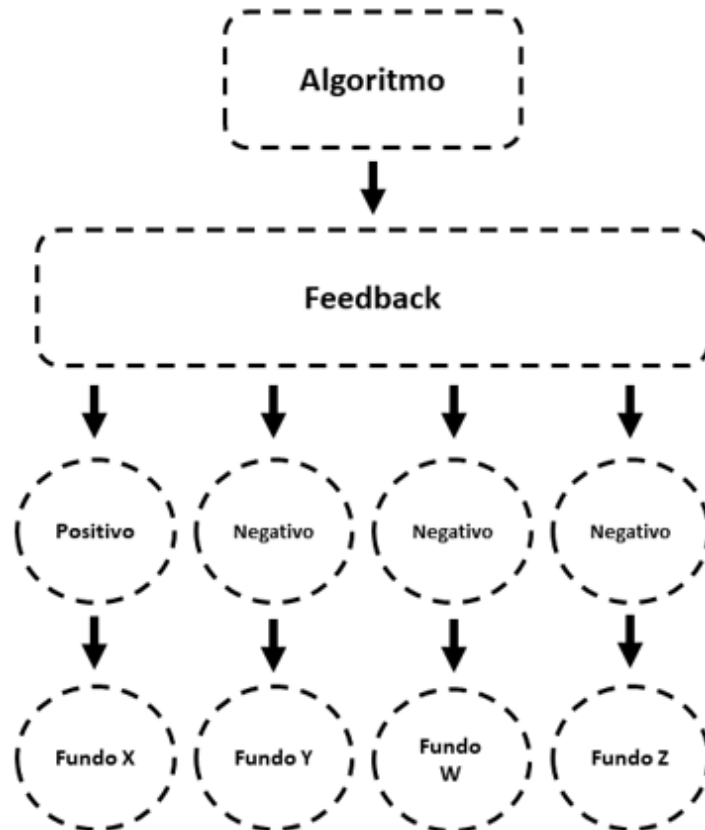 Algoritmo
Feedback
Positivo
Negativo
Negativo
Negativo
Fundo X
Fundo Y
Fundo
W
Fundo Z